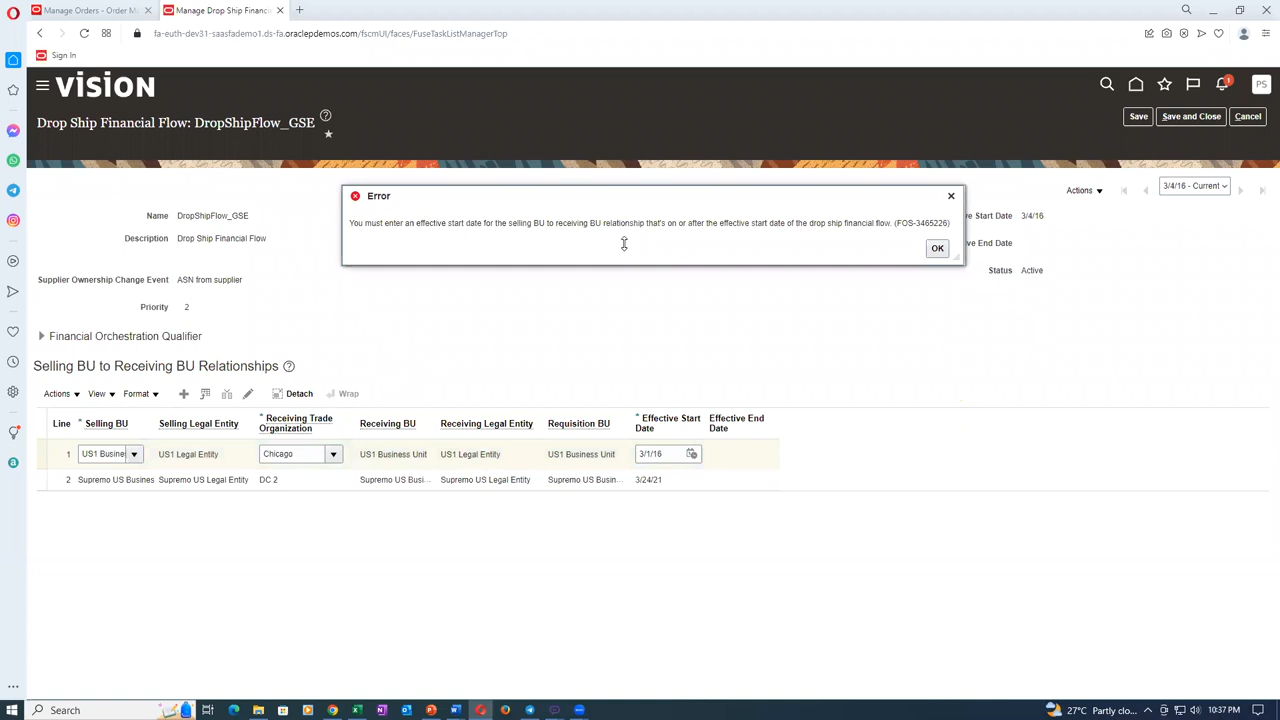 Manage Orders - Order M
Manage Drop Ship Financi
fa-euth-dev31-saasfademo1.ds-fa.oraclepdemos.com/fscmUI/faces/FuseTaskListManagerTop
Sign In
VISION
1
PS
Drop Ship Financial Flow: DropShipFlow_GSE
Save Save and Close Cancel
Actions 3/4/16 - Current
Error
You must enter an effective start date for the selling BU to receiving BU relationship that's on or after the effective start date of the drop ship financial flow. (FOS-3465226)
OK
Name DropShipFlow_GSE
ve Start Date 3/4/16
Description Drop Ship Financial Flow
ve End Date
Status Active
Supplier Ownership Change Event ASN from supplier
Priority 2
Financial Orchestration Qualifier
Selling BU to Receiving BU Relationships
Actions View Format Detach Wrap
Line * Selling BU Selling Legal Entity * Receiving Trade Organization Receiving BU Receiving Legal Entity Requisition BU * Effective Start Date Effective End Date
1 US1 Busine US1 Legal Entity Chicago US1 Business Unit US1 Legal Entity US1 Business Unit 3/1/16
2 Supremo US Busines Supremo US Legal Entity DC 2 Supremo US Busi... Supremo US Legal Entity Supremo US Busin... 3/24/21
Search
27°C Partly clo...
10:37 PM